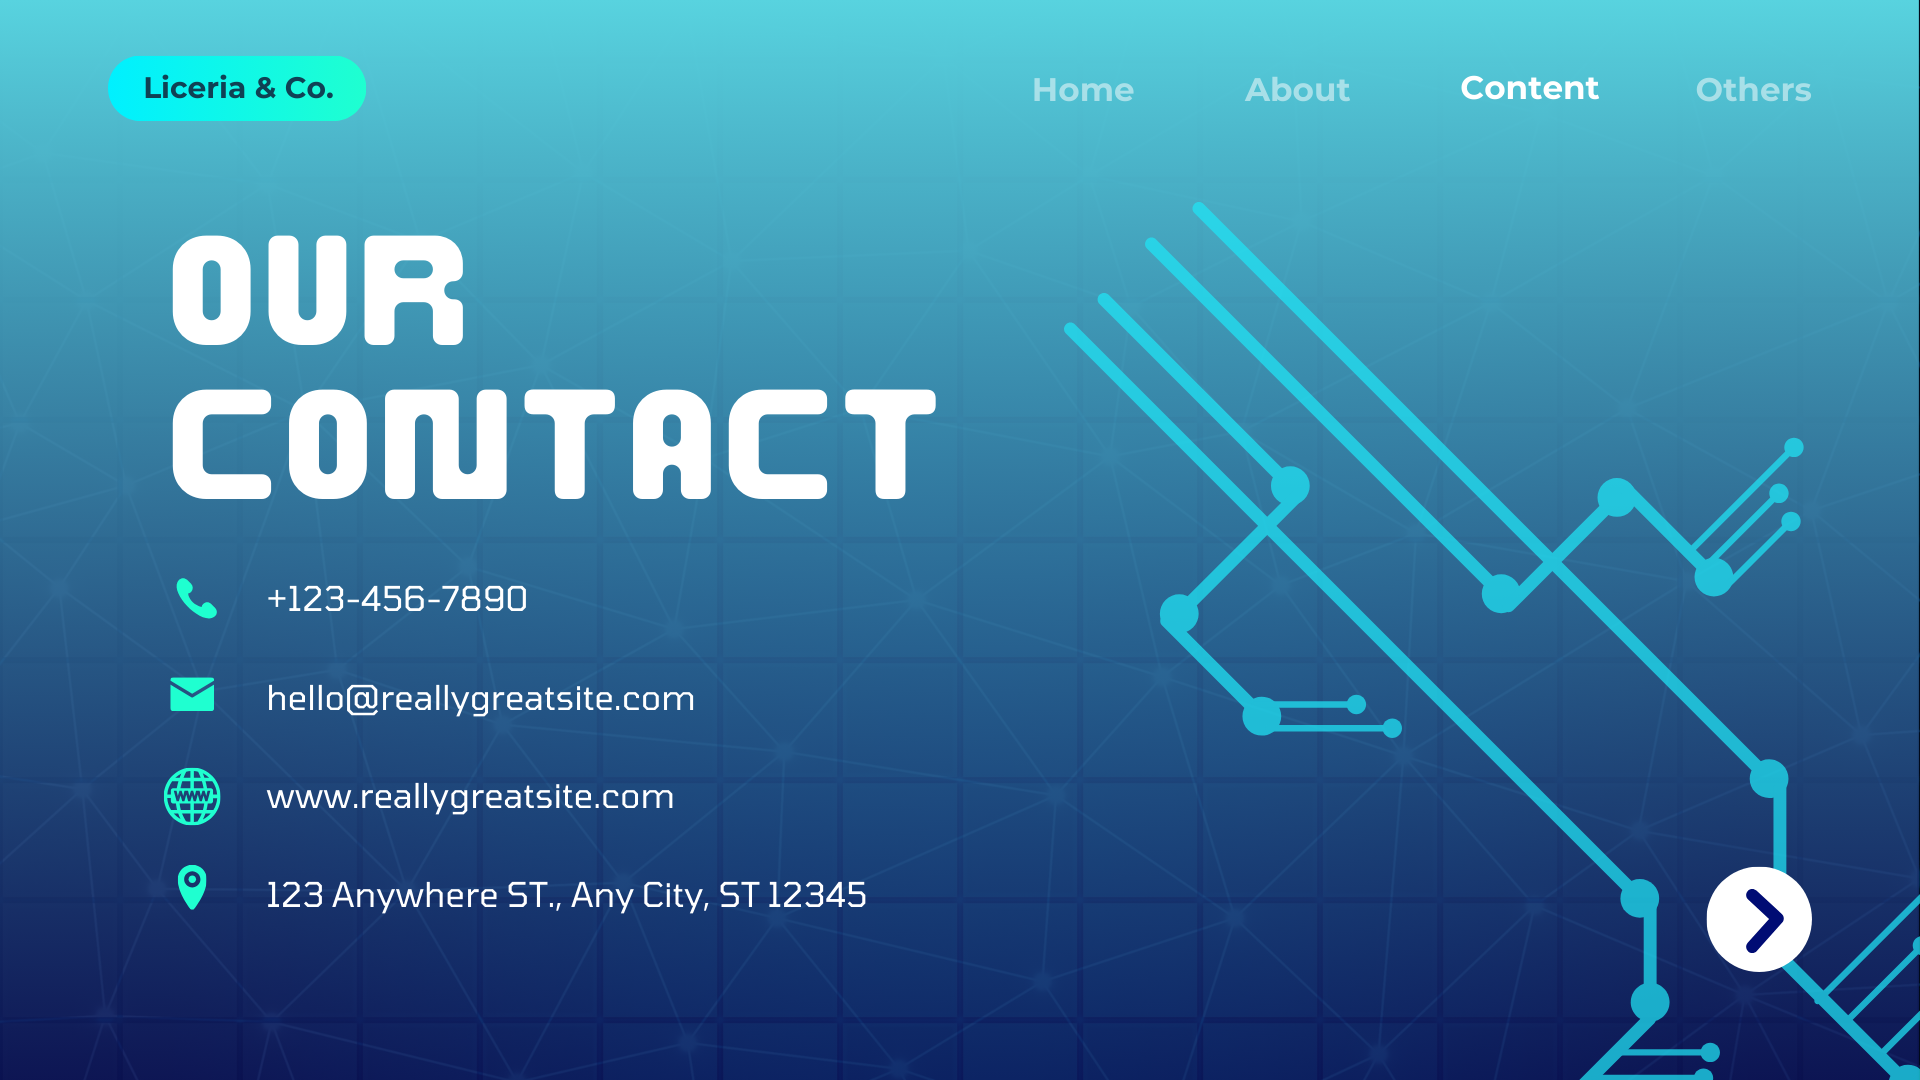 Liceria & Co.
Home About Content Others
OUR
CONTACT
+123-456-7890
hello@reallygreatsite.com
WWW
www.reallygreatsite.com
123 Anywhere ST., Any City, ST 12345